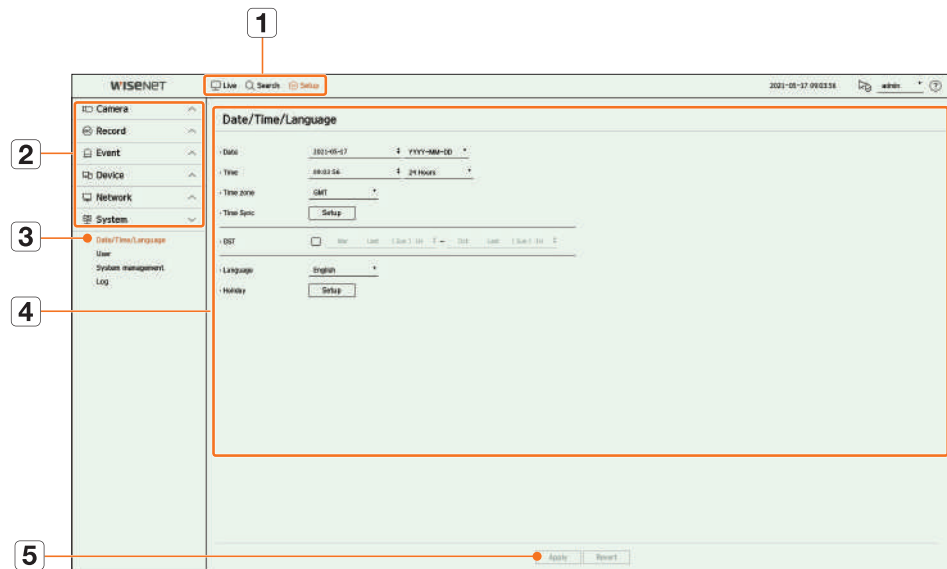 1
WISENET Live Search Setup 2021-05-17 09:03:56 admin ?
2
Camera
Record
Event
Device
Network
System
3
Date/Time/Language
User
System management
Log
4
Date/Time/Language
Date 2021-05-17 YYYY-MM-DD
Time 09:03:56 24 Hours
Time zone GMT
Time Sync Setup
DST Mar Last (Sun) 1H – Oct Last (Sun) 1H
Language English
Holiday Setup
5
Apply Revert